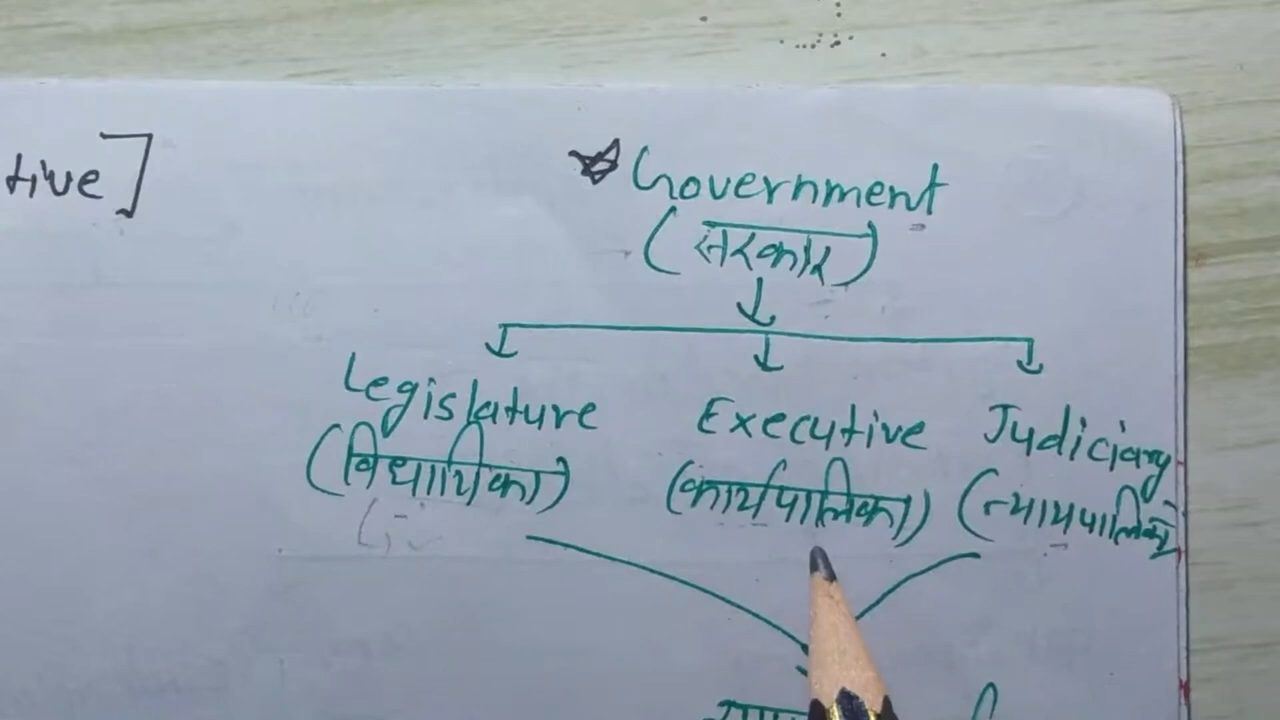 tive]
Government
(सरकार)
Legislature Executive Judiciary
(विधायिका) (कार्यपालिका) (न्यायपालिका)